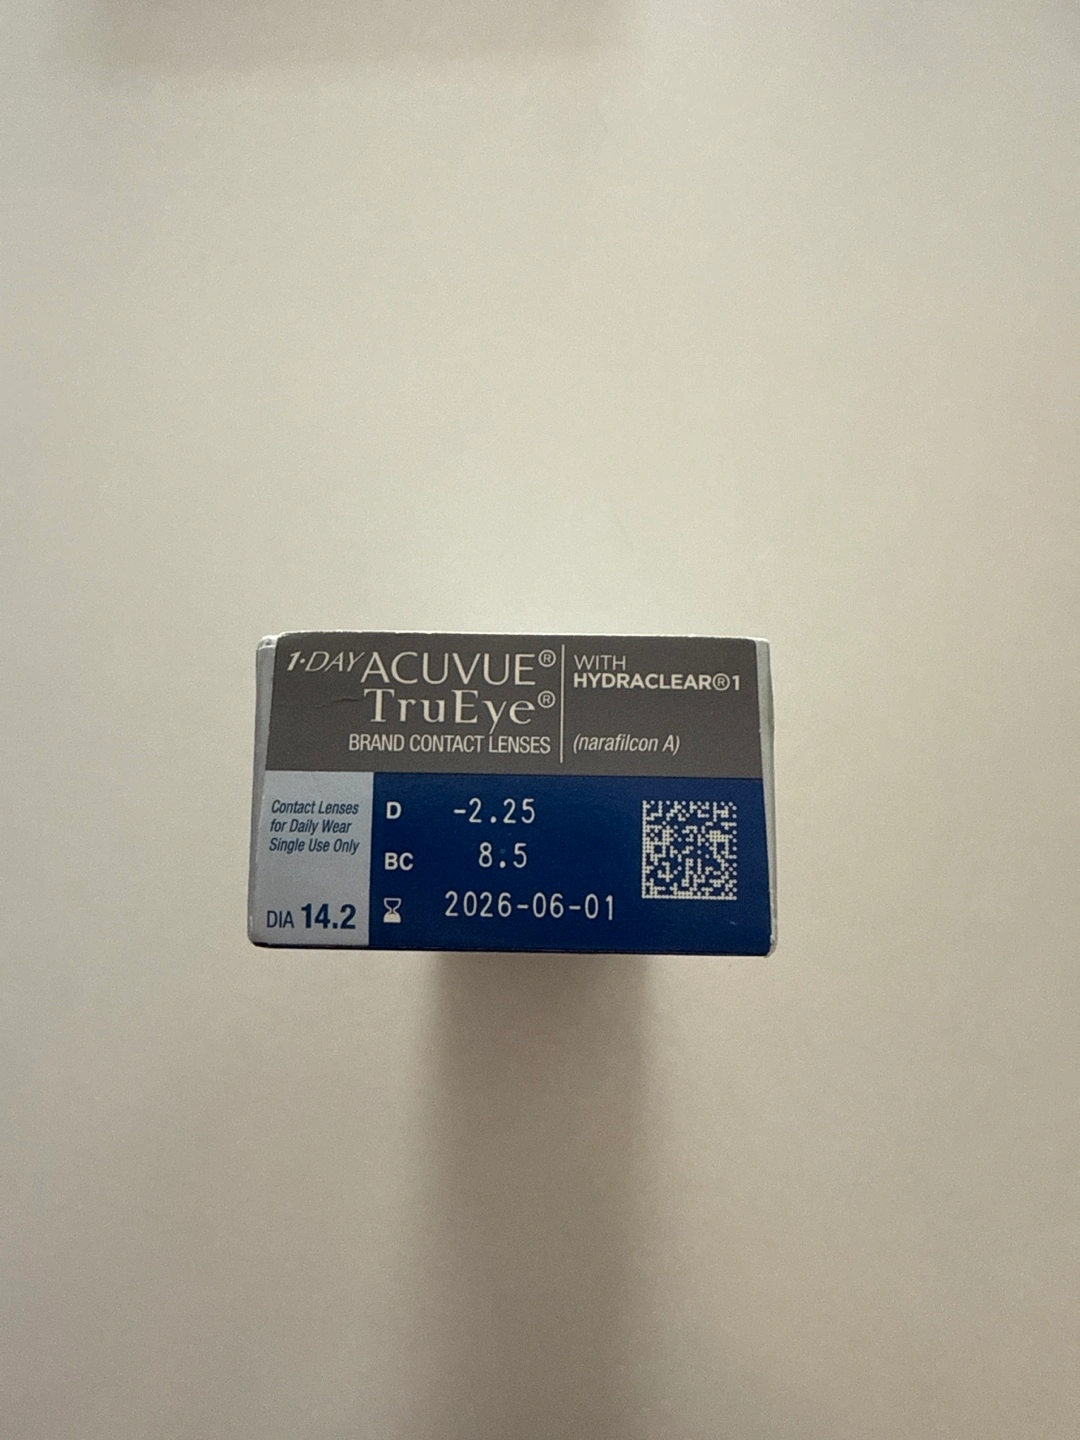 1·DAY ACUVUE® TruEye®
BRAND CONTACT LENSES
WITH
HYDRACLEAR®1
(narafilcon A)
Contact Lenses
for Daily Wear
Single Use Only
DIA 14.2
D -2.25
BC 8.5
2026-06-01